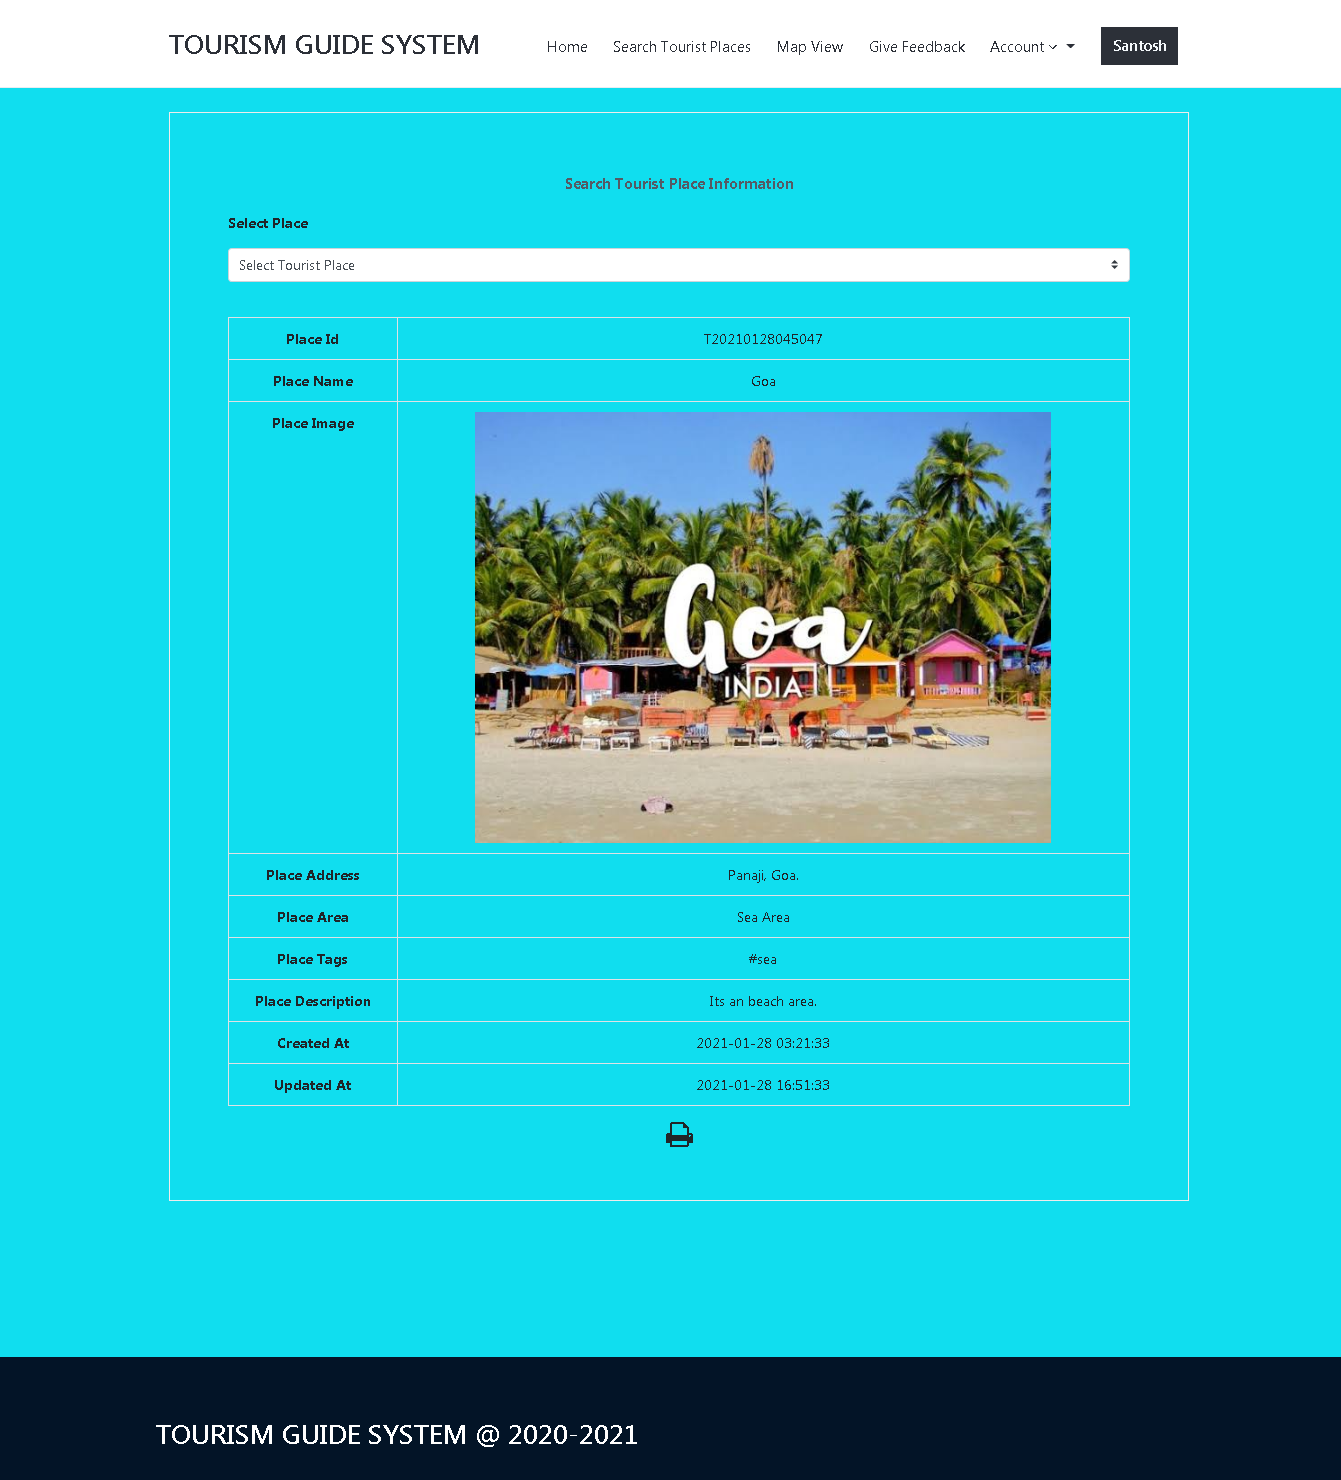 TOURISM GUIDE SYSTEM
Home Search Tourist Places Map View Give Feedback Account Santosh
Search Tourist Place Information
Select Place
Select Tourist Place
Place Id T20210128045047
Place Name Goa
Place Image
Goa
INDIA
Place Address Panaji, Goa.
Place Area Sea Area
Place Tags #sea
Place Description Its an beach area.
Created At 2021-01-28 03:21:33
Updated At 2021-01-28 16:51:33
TOURISM GUIDE SYSTEM @ 2020-2021